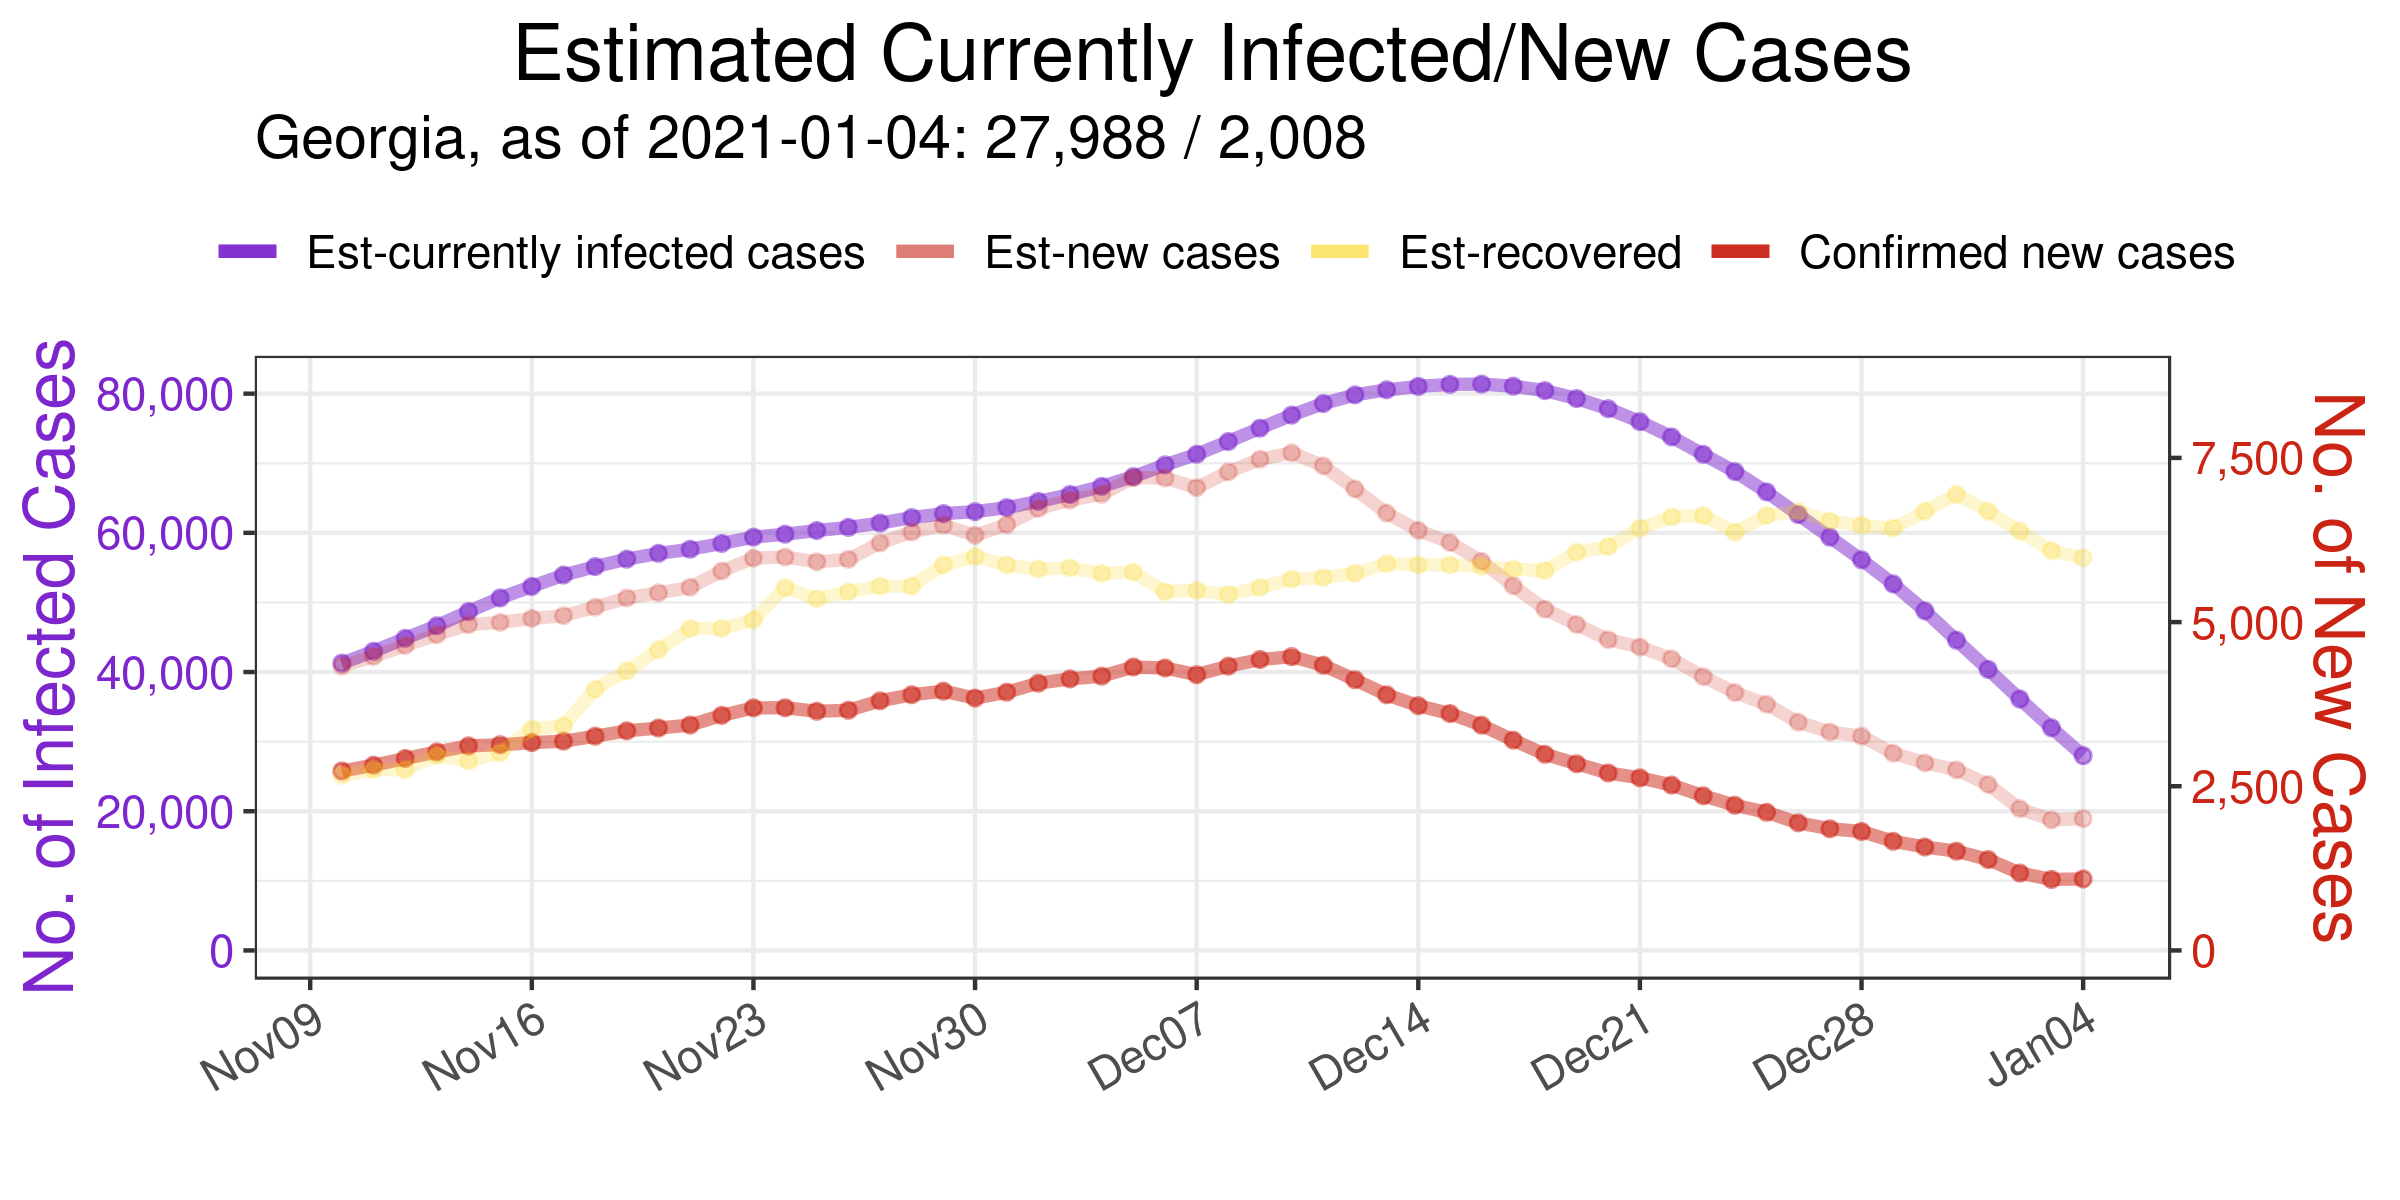 Estimated Currently Infected/New Cases
Georgia, as of 2021-01-04: 27,988 / 2,008
Est-currently infected cases
Est-new cases
Est-recovered
Confirmed new cases
No. of Infected Cases
80,000
60,000
40,000
20,000
0
7,500
5,000
2,500
0
No. of New Cases
Nov09
Nov16
Nov23
Nov30
Dec07
Dec14
Dec21
Dec28
Jan04